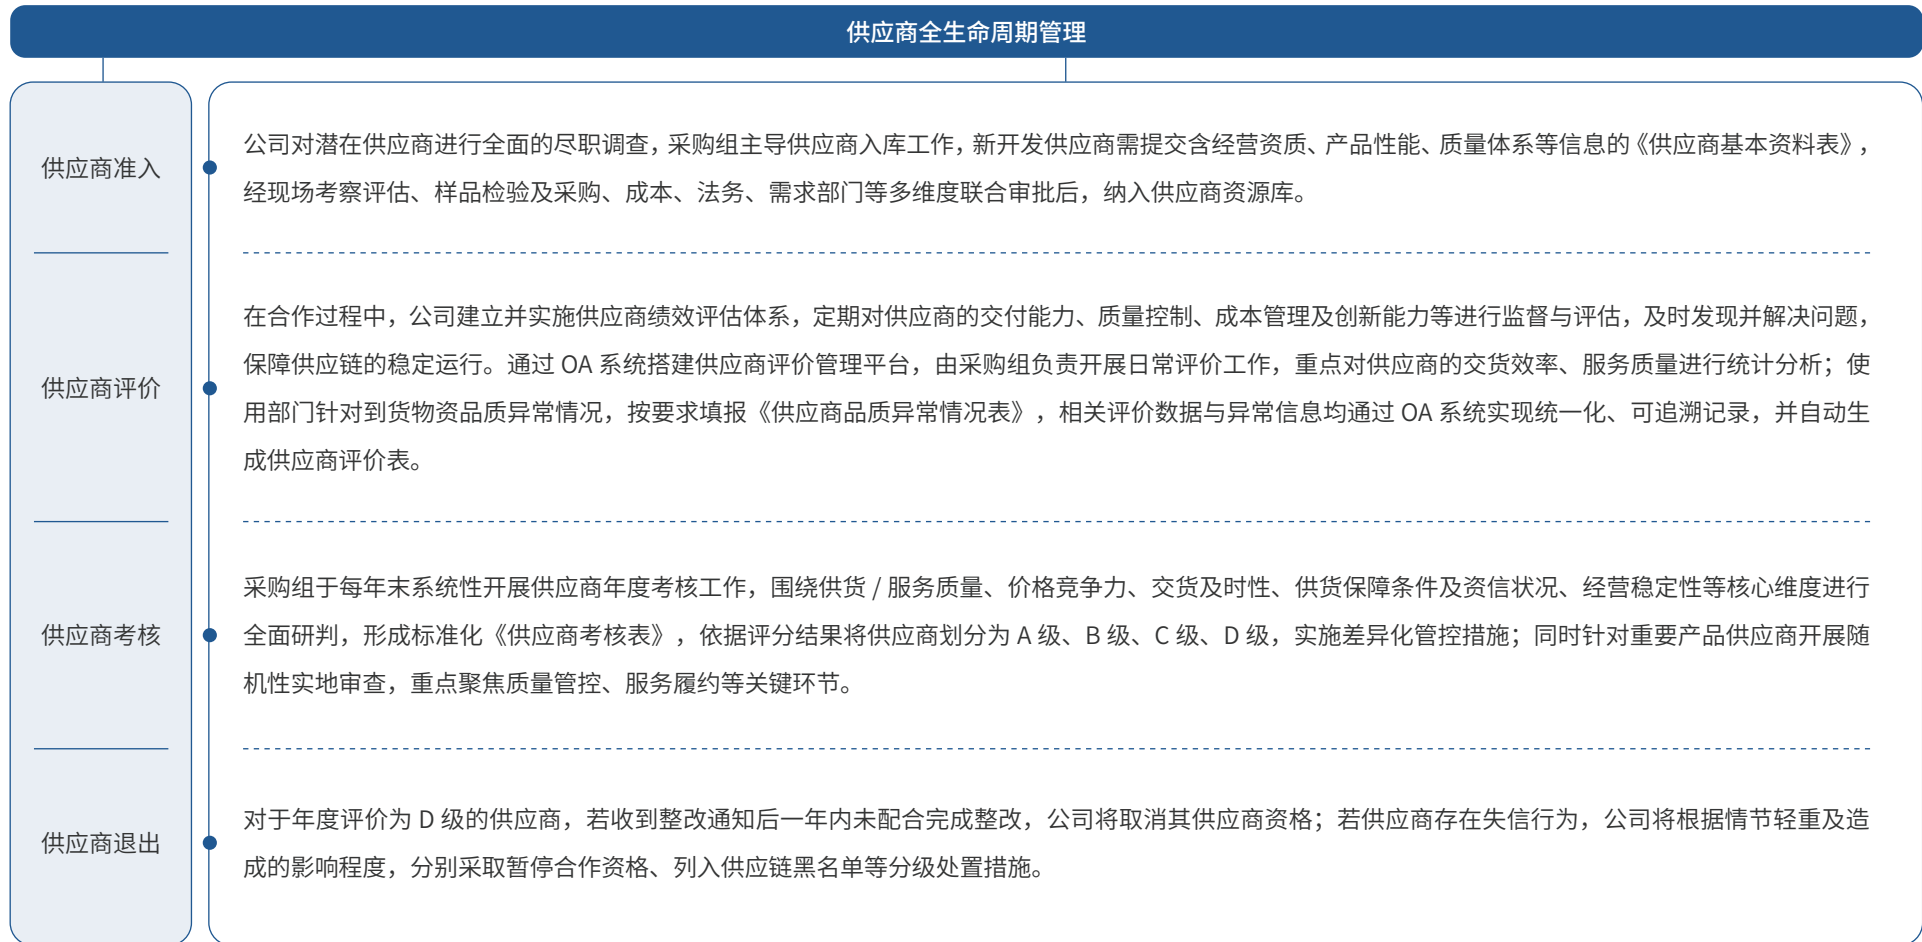 供应商全生命周期管理
供应商准入
公司对潜在供应商进行全面的尽职调查，采购组主导供应商入库工作，新开发供应商需提交含经营资质、产品性能、质量体系等信息的《供应商基本资料表》，
经现场考察评估、样品检验及采购、成本、法务、需求部门等多维度联合审批后，纳入供应商资源库。
供应商评价
在合作过程中，公司建立并实施供应商绩效评估体系，定期对供应商的交付能力、质量控制、成本管理及创新能力等进行监督与评估，及时发现并解决问题，
保障供应链的稳定运行。通过 OA 系统搭建供应商评价管理平台，由采购组负责开展日常评价工作，重点对供应商的交货效率、服务质量进行统计分析；使
用部门针对到货物资品质异常情况，按要求填报《供应商品质异常情况表》，相关评价数据与异常信息均通过 OA 系统实现统一化、可追溯记录，并自动生
成供应商评价表。
供应商考核
采购组于每年末系统性开展供应商年度考核工作，围绕供货 / 服务质量、价格竞争力、交货及时性、供货保障条件及资信状况、经营稳定性等核心维度进行
全面研判，形成标准化《供应商考核表》，依据评分结果将供应商划分为 A 级、B 级、C 级、D 级，实施差异化管控措施；同时针对重要产品供应商开展随
机性实地审查，重点聚焦质量管控、服务履约等关键环节。
供应商退出
对于年度评价为 D 级的供应商，若收到整改通知后一年内未配合完成整改，公司将取消其供应商资格；若供应商存在失信行为，公司将根据情节轻重及造
成的影响程度，分别采取暂停合作资格、列入供应链黑名单等分级处置措施。